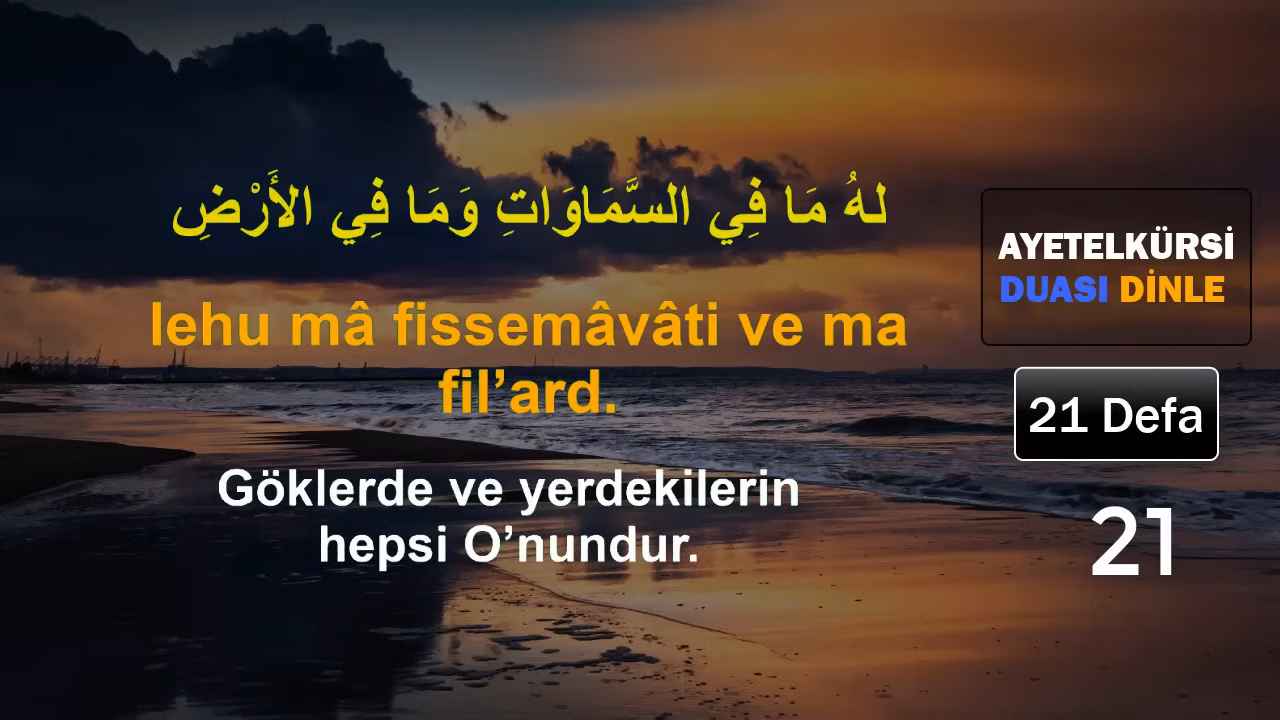 لهُ مَا فِي السَّمَاوَاتِ وَمَا فِي الأَرْضِ
lehu mâ fissemâvâti ve ma
fil’ard.
Göklerde ve yerdekilerin
hepsi O’nundur.
AYETELKÜRSİ
DUASI DİNLE
21 Defa
21